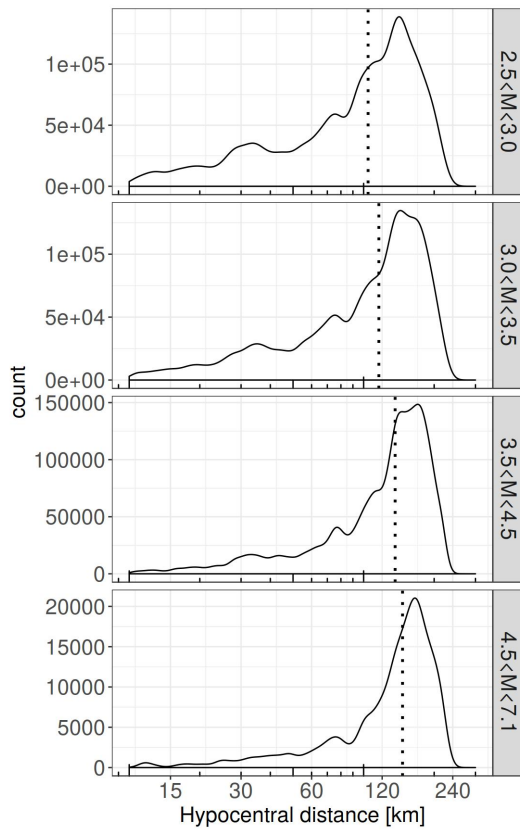 1e+05
5e+04
0e+00
2.5<M<3.0
1e+05
5e+04
0e+00
3.0<M<3.5
count
150000
100000
50000
0
3.5<M<4.5
20000
15000
10000
5000
0
4.5<M<7.1
15 30 60 120 240
Hypocentral distance [km]